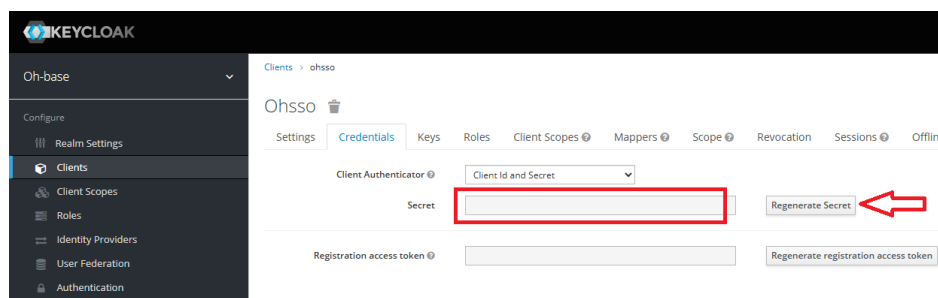 KEYCLOAK
Oh-base
Clients > ohsso
Ohsso
Configure
Settings Credentials Keys Roles Client Scopes Mappers Scope Revocation Sessions Offlin
Realm Settings
Clients
Client Authenticator Client Id and Secret
Client Scopes
Secret Regenerate Secret
Roles
Identity Providers
Registration access token Regenerate registration access token
User Federation
Authentication